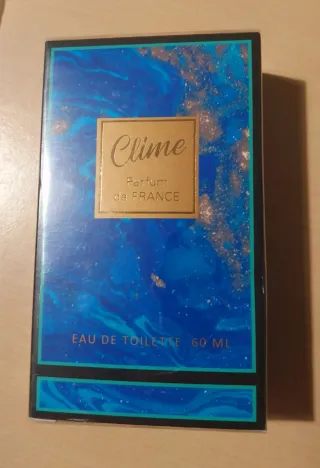 Clime
Parfum
de FRANCE
EAU DE TOILETTE 60 ML